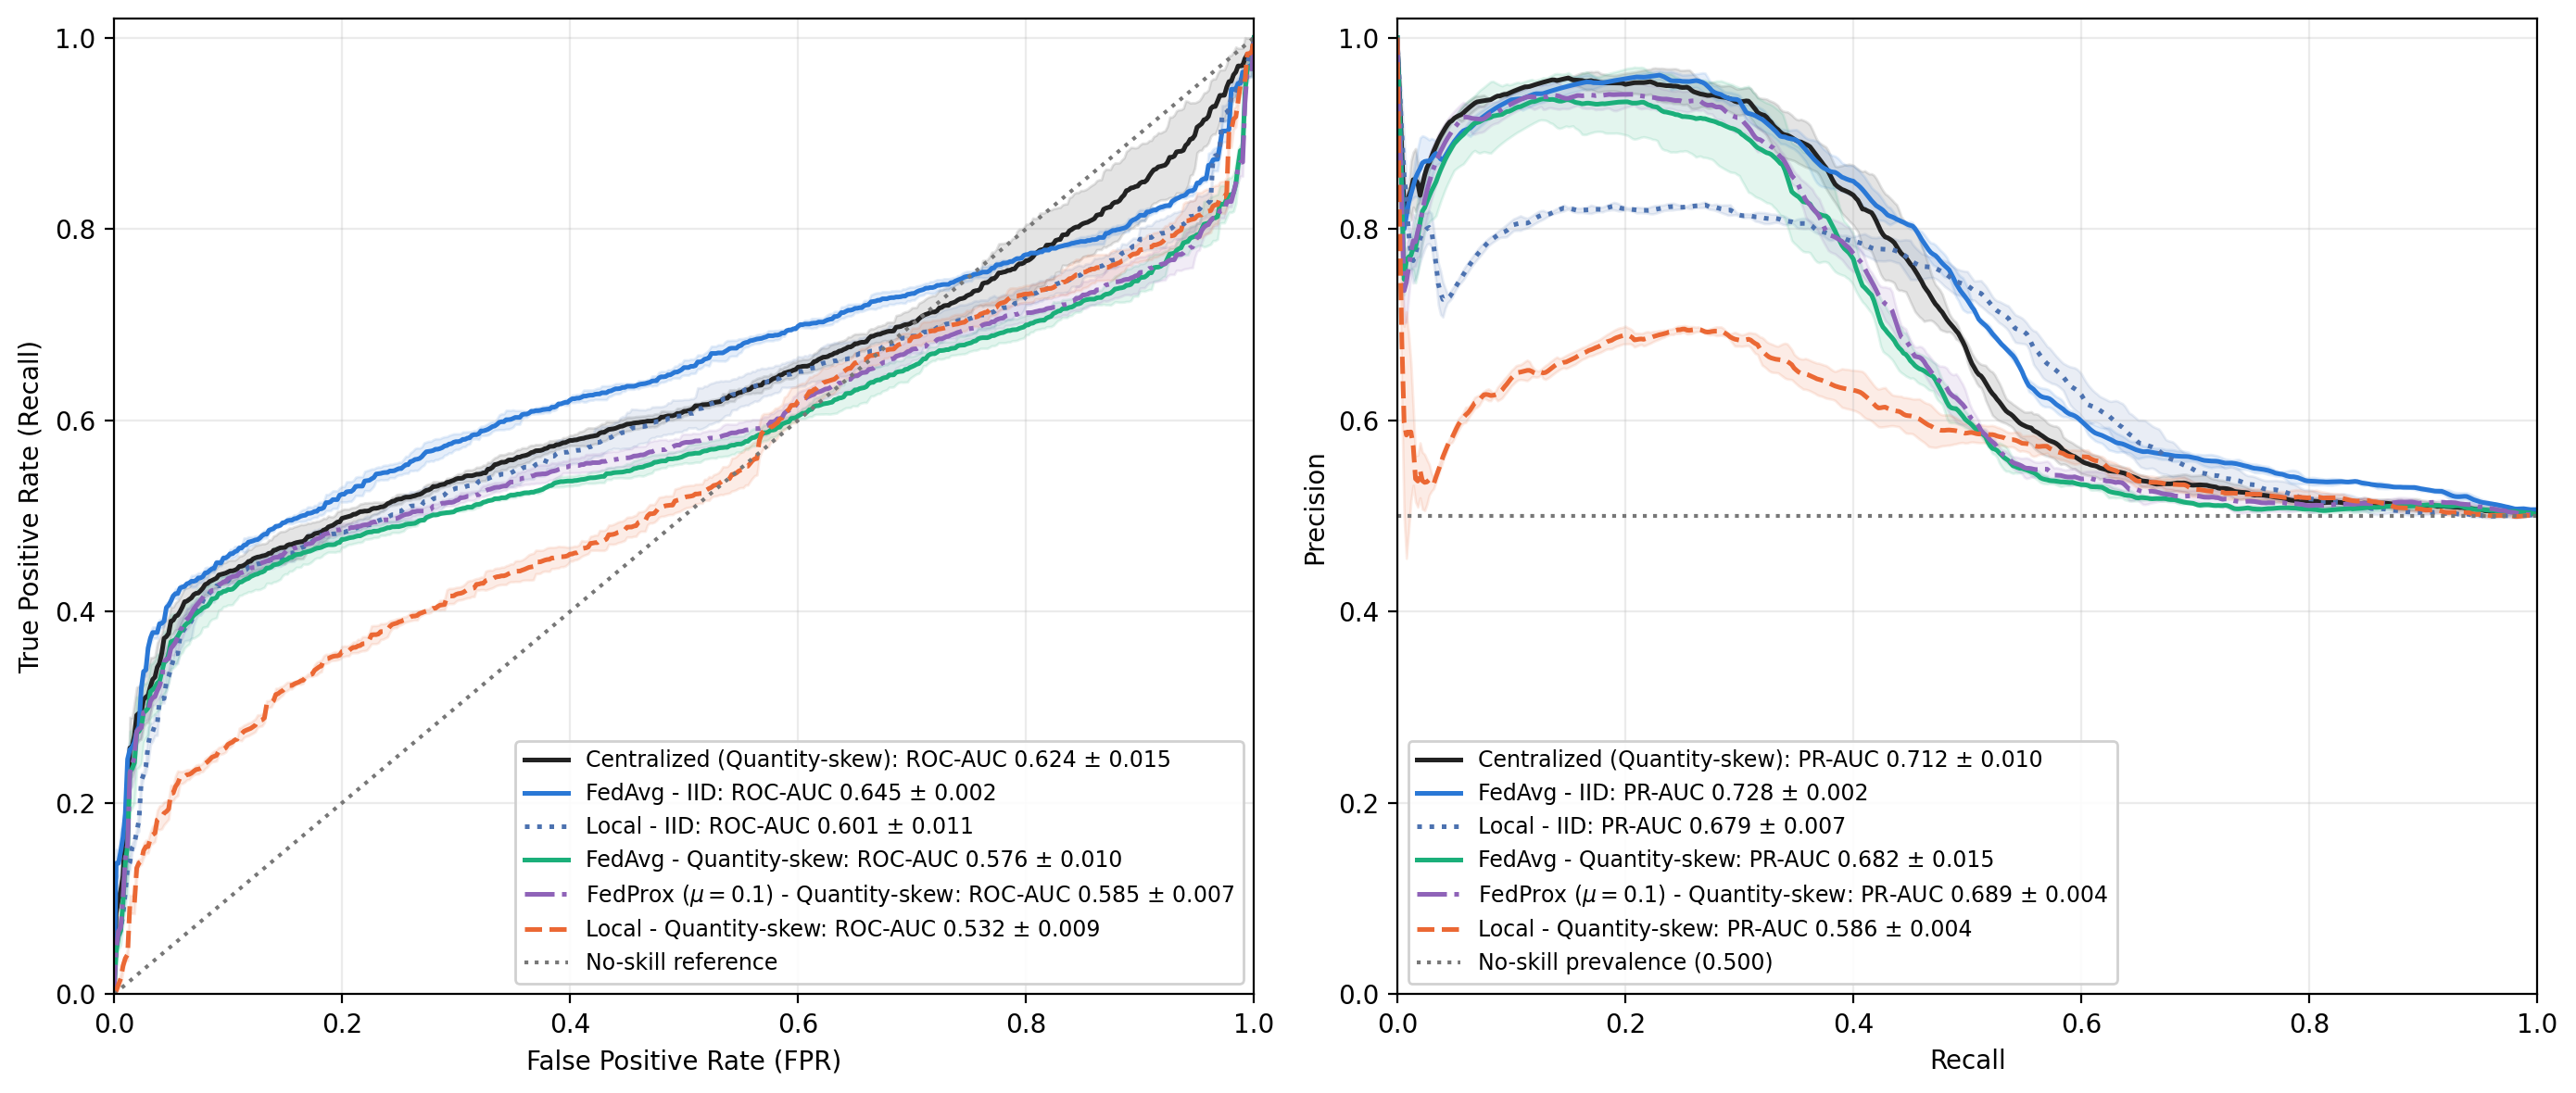 1.0
0.8
0.6
0.4
0.2
0.0
True Positive Rate (Recall)
0.0 0.2 0.4 0.6 0.8 1.0
False Positive Rate (FPR)
Centralized (Quantity-skew): ROC-AUC 0.624 ± 0.015
FedAvg - IID: ROC-AUC 0.645 ± 0.002
Local - IID: ROC-AUC 0.601 ± 0.011
FedAvg - Quantity-skew: ROC-AUC 0.576 ± 0.010
FedProx (μ = 0.1) - Quantity-skew: ROC-AUC 0.585 ± 0.007
Local - Quantity-skew: ROC-AUC 0.532 ± 0.009
No-skill reference
1.0
0.8
0.6
0.4
0.2
0.0
Precision
0.0 0.2 0.4 0.6 0.8 1.0
Recall
Centralized (Quantity-skew): PR-AUC 0.712 ± 0.010
FedAvg - IID: PR-AUC 0.728 ± 0.002
Local - IID: PR-AUC 0.679 ± 0.007
FedAvg - Quantity-skew: PR-AUC 0.682 ± 0.015
FedProx (μ = 0.1) - Quantity-skew: PR-AUC 0.689 ± 0.004
Local - Quantity-skew: PR-AUC 0.586 ± 0.004
No-skill prevalence (0.500)